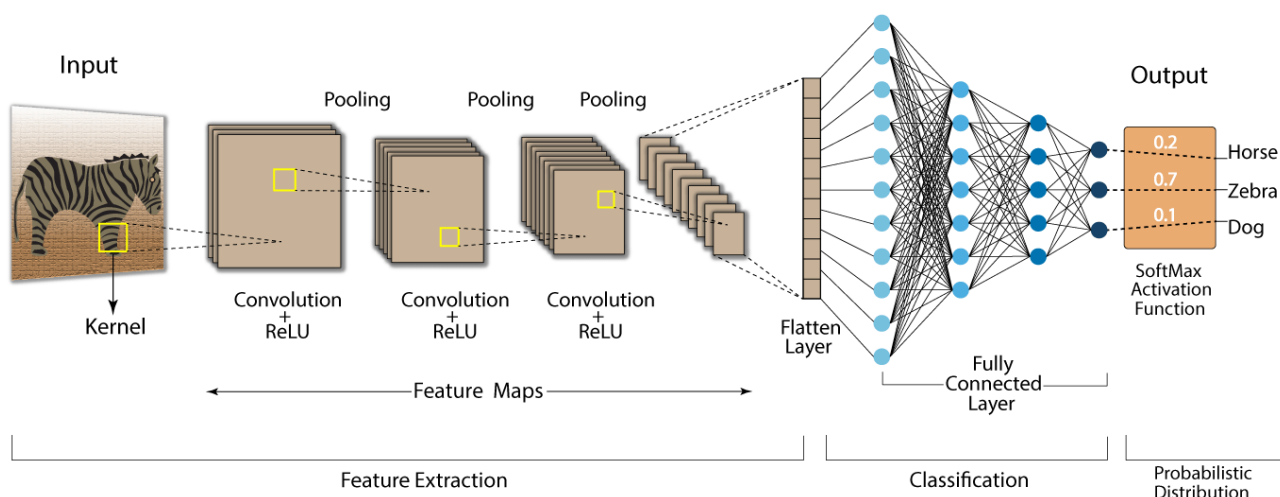 Input
Kernel
Pooling
Pooling
Pooling
Convolution
+
ReLU
Convolution
+
ReLU
Convolution
+
ReLU
Feature Maps
Flatten
Layer
Fully
Connected
Layer
Output
0.2
Horse
0.7
Zebra
0.1
Dog
SoftMax
Activation
Function
Feature Extraction
Classification
Probabilistic
Distribution